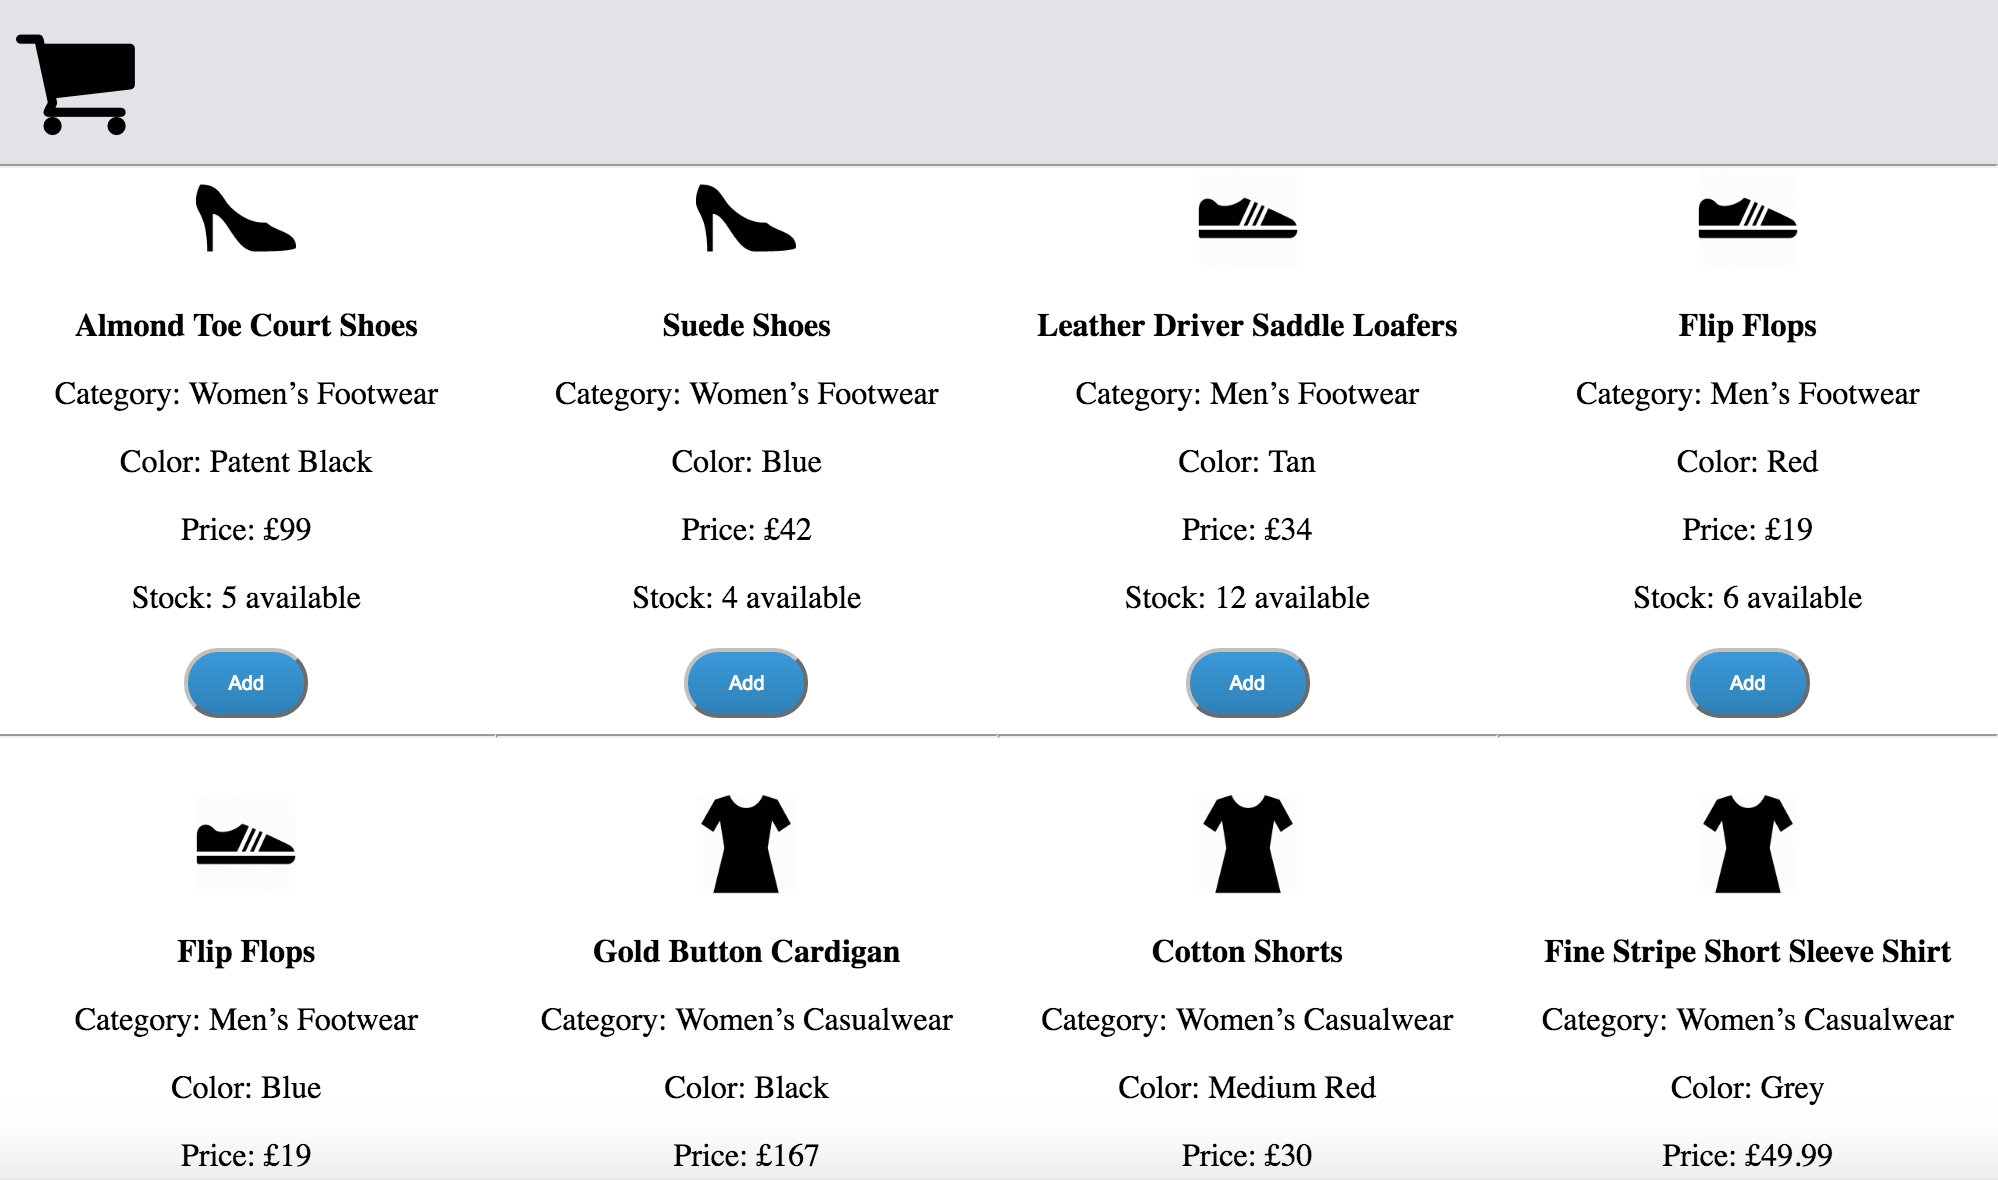 Almond Toe Court Shoes
Category: Women’s Footwear
Color: Patent Black
Price: £99
Stock: 5 available
Add
Suede Shoes
Category: Women’s Footwear
Color: Blue
Price: £42
Stock: 4 available
Add
Leather Driver Saddle Loafers
Category: Men’s Footwear
Color: Tan
Price: £34
Stock: 12 available
Add
Flip Flops
Category: Men’s Footwear
Color: Red
Price: £19
Stock: 6 available
Add
Flip Flops
Category: Men’s Footwear
Color: Blue
Price: £19
Gold Button Cardigan
Category: Women’s Casualwear
Color: Black
Price: £167
Cotton Shorts
Category: Women’s Casualwear
Color: Medium Red
Price: £30
Fine Stripe Short Sleeve Shirt
Category: Women’s Casualwear
Color: Grey
Price: £49.99